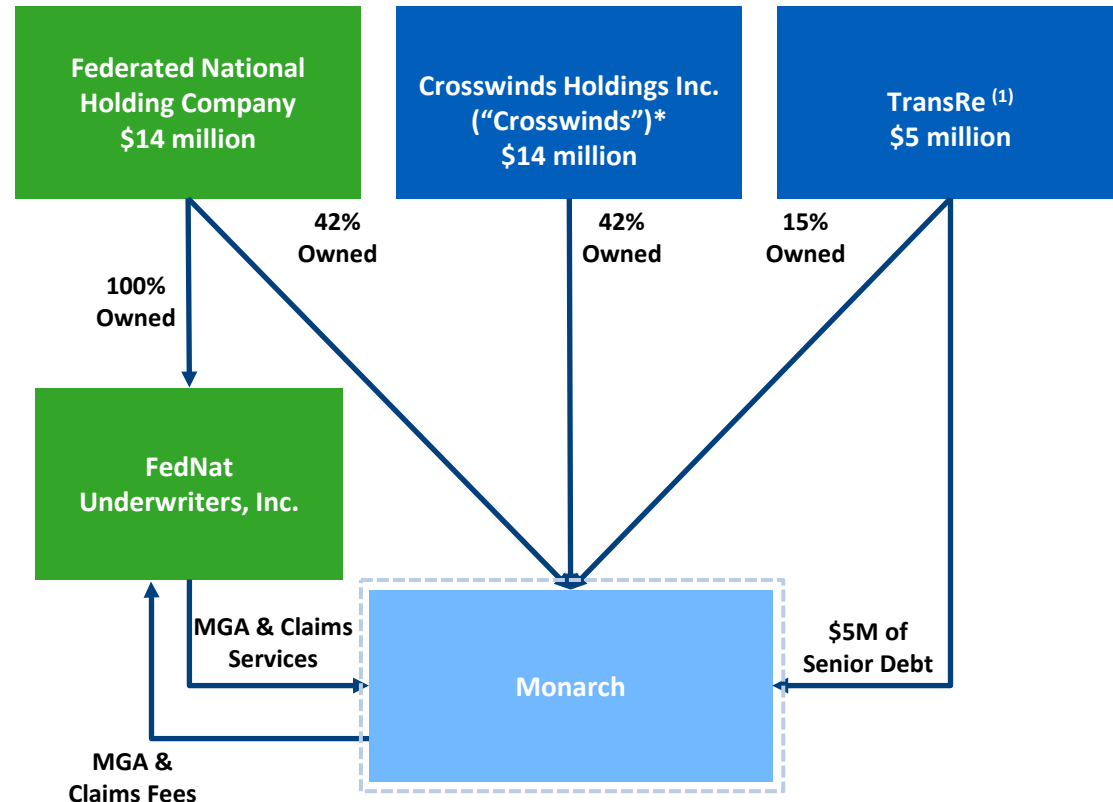 Federated National
Holding Company
$14 million
Crosswinds Holdings Inc.
(“Crosswinds”)*
$14 million
TransRe (1)
$5 million
42%
Owned
42%
Owned
15%
Owned
100%
Owned
FedNat
Underwriters, Inc.
MGA & Claims
Services
$5M of
Senior Debt
Monarch
MGA &
Claims Fees